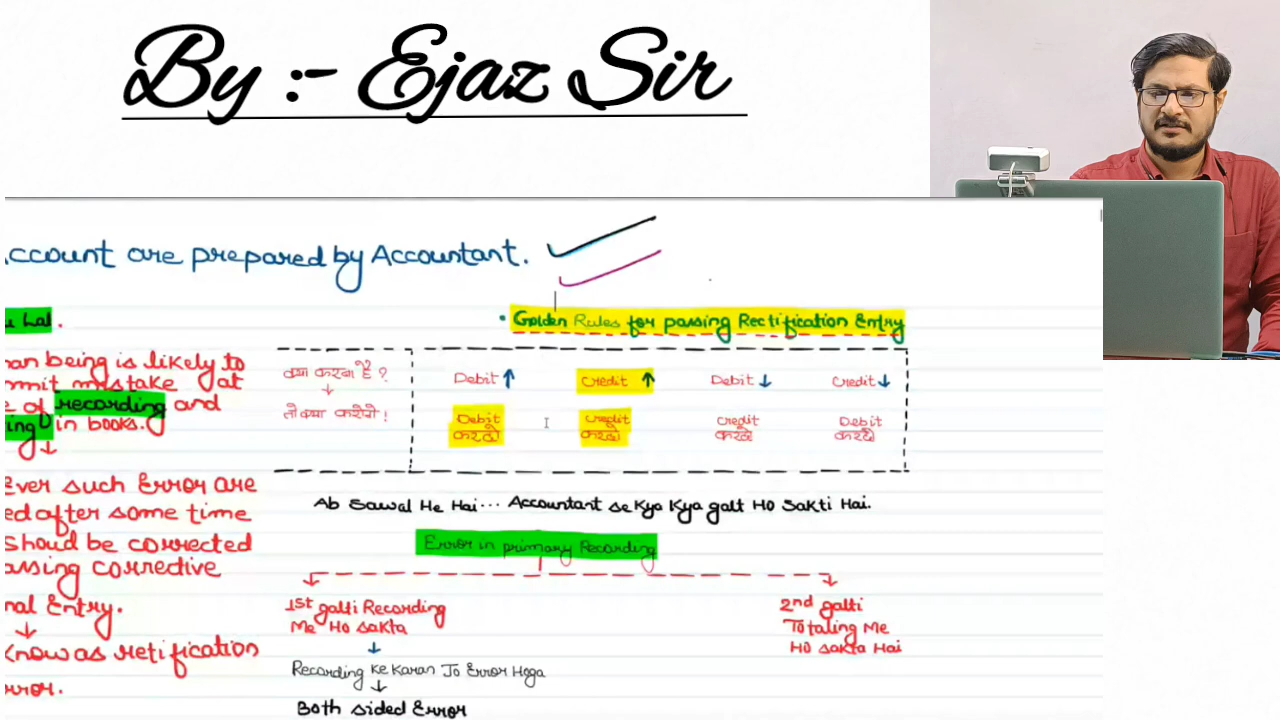 By :- Ejaz Sir
ccount are prepared by Accountant.
Lal.
an being is likely to
mmit mistake at
e of recording and
ing in books.
ever such Error are
ed after some time
should be corrected
assing corrective
nal Entry.
know as retification
rror.
• Golden Rules for passing Rectification Entry
क्या करना है? Debit ↑ Credit ↑ Debit ↓ Credit ↓
तो क्या करोगे! Debit Credit Credit Debit
करदो करदो करदो करदो
Ab Sawal He Hai... Accountant se Kya Kya galt Ho Sakti Hai.
Error in primary Recording
1st galti Recording
Me Ho sakta
Recording Ke Karan To Error Hoga
Both sided Error
2nd galti
Totaling Me
Ho sakta Hai